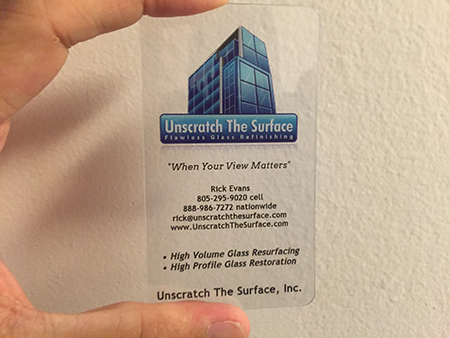 Unscratch The Surface
Flawless Glass Refinishing
"When Your View Matters"
Rick Evans
805-295-9020 cell
888-986-7272 nationwide
rick@unscratchthesurface.com
www.UnscratchTheSurface.com
• High Volume Glass Resurfacing
• High Profile Glass Restoration
Unscratch The Surface, Inc.